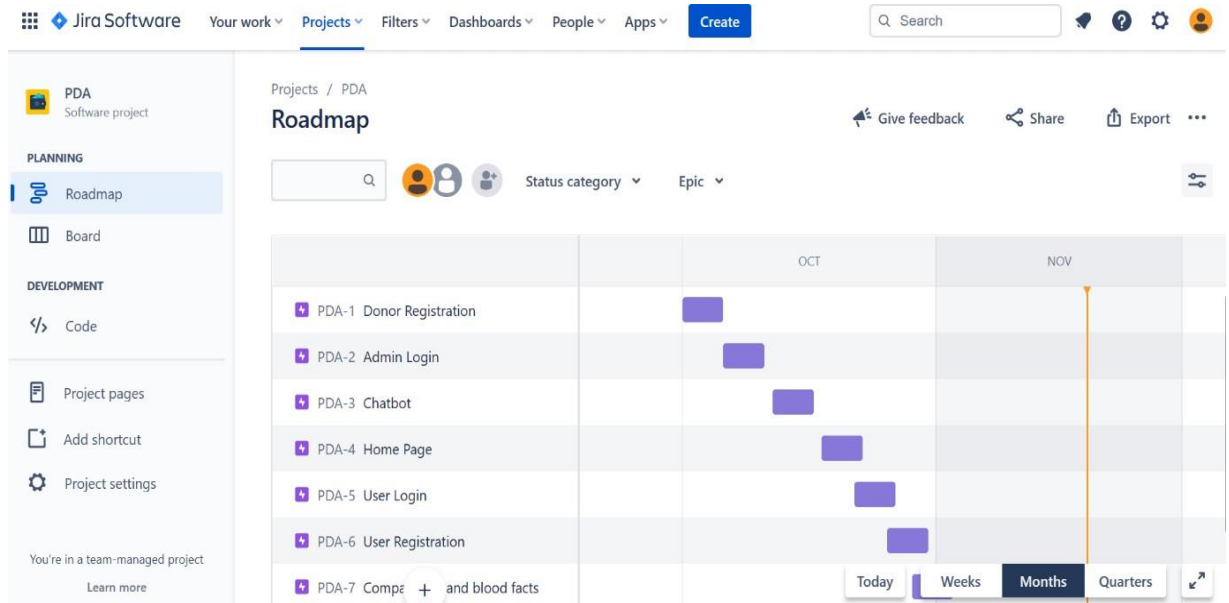 Jira Software Your work Projects Filters Dashboards People Apps Create Search
PDA
Software project
PLANNING
Roadmap
Board
DEVELOPMENT
Code
Project pages
Add shortcut
Project settings
You're in a team-managed project
Learn more
Projects / PDA
Roadmap
Give feedback Share Export
Status category Epic
OCT NOV
PDA-1 Donor Registration
PDA-2 Admin Login
PDA-3 Chatbot
PDA-4 Home Page
PDA-5 User Login
PDA-6 User Registration
PDA-7 Compa and blood facts
Today Weeks Months Quarters